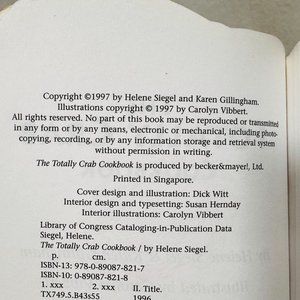 Copyright ©1997 by Helene Siegel and Karen Gillingham.
Illustrations copyright © 1997 by Carolyn Vibbert.
All rights reserved. No part of this book may be reproduced or transmitted
in any form or by any means, electronic or mechanical, including photo-
copying, recording, or by any information storage and retrieval system
without permission in writing.
The Totally Crab Cookbook is produced by becker&mayer!, Ltd.
Printed in Singapore.
Cover design and illustration: Dick Witt
Interior design and typesetting: Susan Hernday
Interior illustrations: Carolyn Vibbert
Library of Congress Cataloging-in-Publication Data
Siegel, Helene.
The Totally Crab Cookbook / by Helene Siegel.
p. cm.
ISBN-13: 978-0-89087-821-7
ISBN-10: 0-89087-821-8
1. xxx 2. xxx II. Title.
TX749.5.B43s55 1996